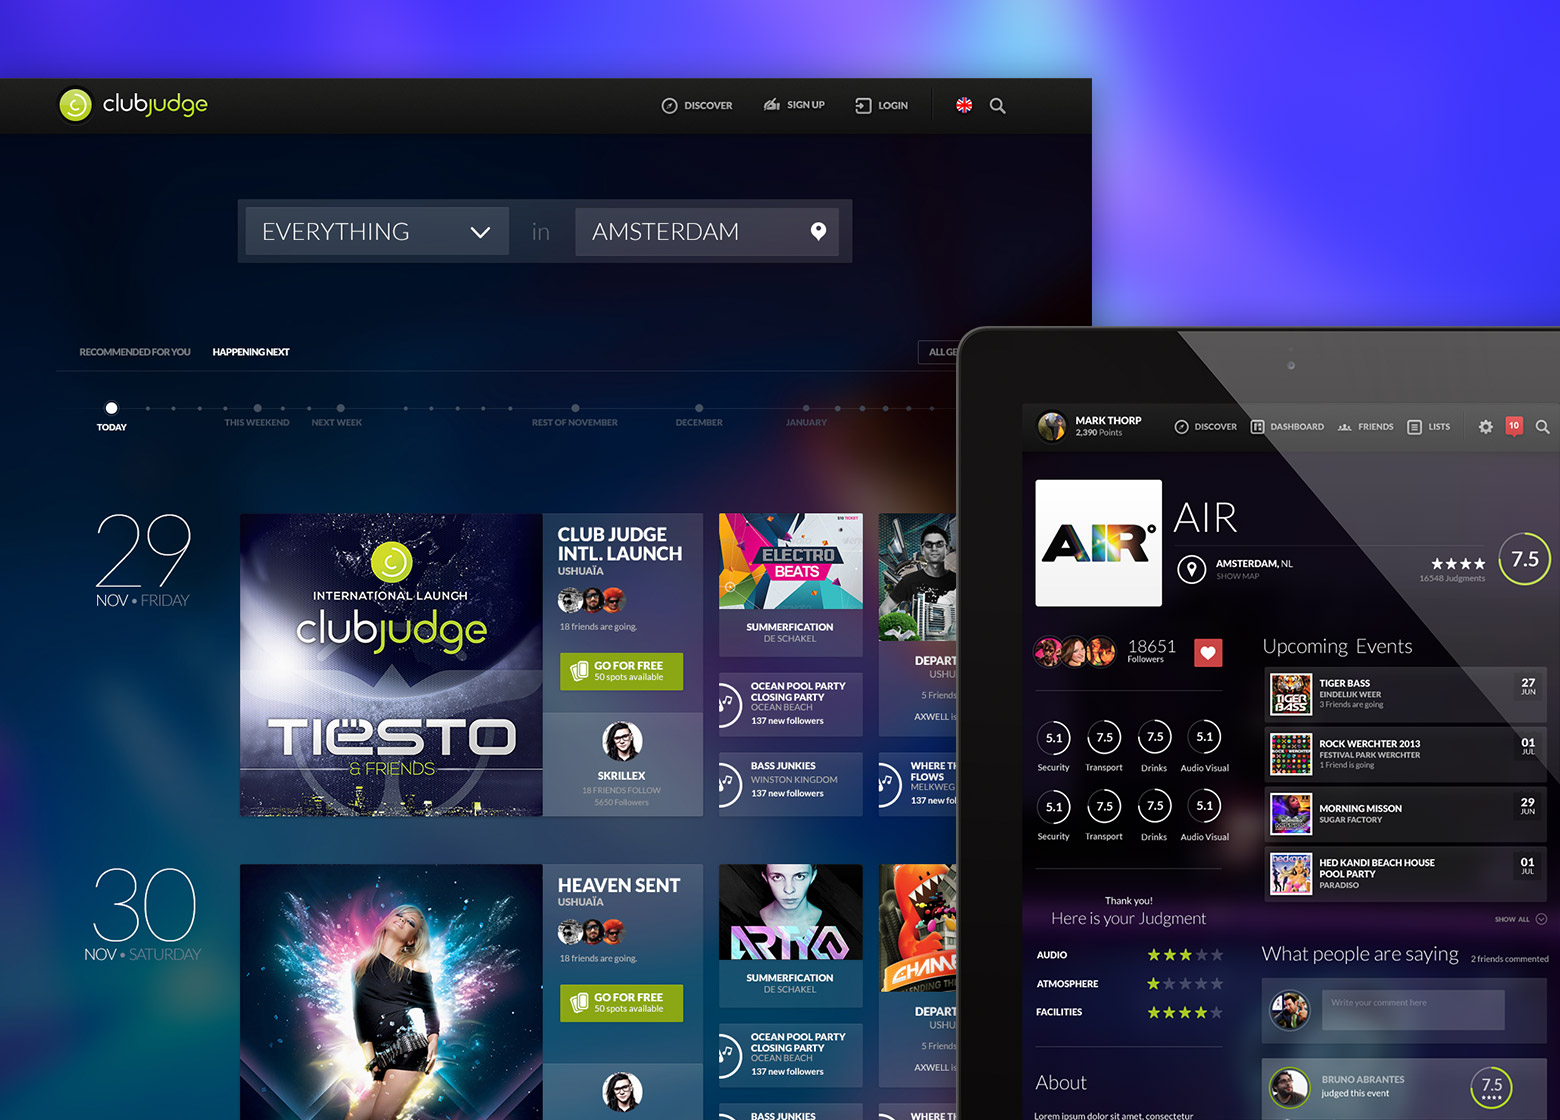 clubjudge
DISCOVER
SIGN UP
LOGIN
EVERYTHING in AMSTERDAM
RECOMMENDED FOR YOU
HAPPENING NEXT
ALL GE
TODAY
THIS WEEKEND
NEXT WEEK
REST OF NOVEMBER
DECEMBER
JANUARY
29
NOV • FRIDAY
INTERNATIONAL LAUNCH
clubjudge
TIËSTO
& FRIENDS
CLUB JUDGE
INTL. LAUNCH
USHUAÏA
18 friends are going.
GO FOR FREE
50 spots available
SKRILLEX
18 FRIENDS FOLLOW
5650 Followers
ELECTRO
BEATS
SUMMERFICATION
DE SCHAKEL
OCEAN POOL PARTY
CLOSING PARTY
OCEAN BEACH
137 new followers
BASS JUNKIES
WINSTON KINGDOM
137 new followers
DEPART
USHU
5 Friends
AXWELL is
WHERE TH
FLOWS
MELKWEG
137 new fol
30
NOV • SATURDAY
HEAVEN SENT
USHUAÏA
18 friends are going.
GO FOR FREE
50 spots available
ARTYO
SUMMERFICATION
DE SCHAKEL
OCEAN POOL PARTY
CLOSING PARTY
OCEAN BEACH
137 new followers
BASS JUNKIES
CHAME
DEPART
USHU
5 Friends
AXWELL is
WHERE TH
MARK THORP
2,390 Points
DISCOVER
DASHBOARD
FRIENDS
LISTS
10
AIR°
AIR
AMSTERDAM, NL
SHOW MAP
16548 Judgments
7.5
18651
Followers
5.1
7.5
7.5
5.1
Security
Transport
Drinks
Audio Visual
5.1
7.5
7.5
5.1
Security
Transport
Drinks
Audio Visual
Thank you!
Here is your Judgment
AUDIO
ATMOSPHERE
FACILITIES
About
Lorem ipsum dolor sit amet, consectetur
Upcoming Events
TIGER
BASS
TIGER BASS
EINDELIJK WEER
3 Friends are going
27
JUN
ROCK WERCHTER 2013
FESTIVAL PARK WERCHTER
1 Friend is going
01
JUL
MORNING MISSON
SUGAR FACTORY
29
JUN
hedkandi
HED KANDI BEACH HOUSE
POOL PARTY
PARADISO
01
JUL
SHOW ALL
What people are saying
2 friends commented
Write your comment here
BRUNO ABRANTES
judged this event
7.5